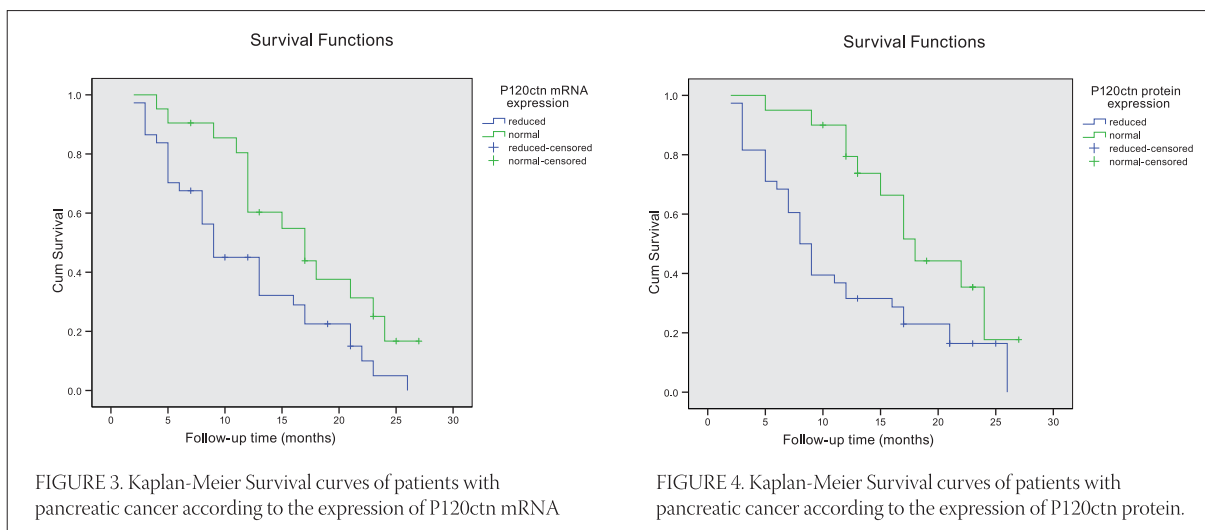 Survival Functions
P120ctn mRNA
expression
reduced
normal
reduced-censored
normal-censored
1.0
0.8
0.6
0.4
0.2
0.0
Cum Survival
0 5 10 15 20 25 30
Follow-up time (months)
FIGURE 3. Kaplan-Meier Survival curves of patients with
pancreatic cancer according to the expression of P120ctn mRNA
Survival Functions
P120ctn protein
expression
reduced
normal
reduced-censored
normal-censored
1.0
0.8
0.6
0.4
0.2
0.0
Cum Survival
0 5 10 15 20 25 30
Follow-up time (months)
FIGURE 4. Kaplan-Meier Survival curves of patients with
pancreatic cancer according to the expression of P120ctn protein.